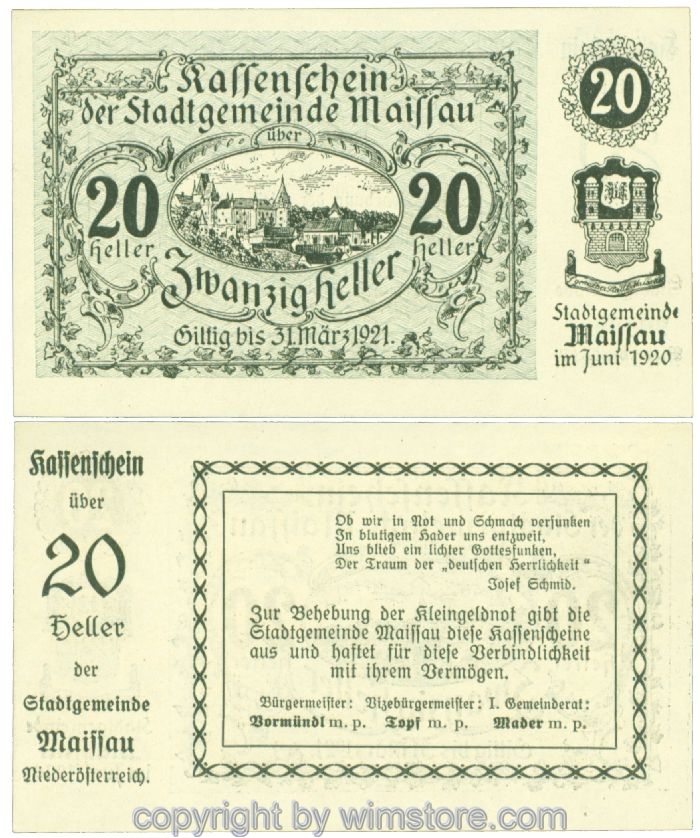 Kassenschein
der Stadtgemeinde Maissau
über
20
Heller
20
Heller
Zwanzig Heller
Giltig bis 31. März 1921.
20
Stadtgemeinde
Maissau
im Juni 1920
Kassenschein
über
20
Heller
der
Stadtgemeinde
Maissau
Niederösterreich.
Ob wir in Not und Schmach versunken
In blutigem Hader uns entzweit,
Uns blieb ein lichter Gottesfunken,
Der Traum der „deutschen Herrlichkeit"
Josef Schmid.
Zur Behebung der Kleingeldnot gibt die
Stadtgemeinde Maissau diese Kassenscheine
aus und haftet für diese Verbindlichkeit
mit ihrem Vermögen.
Bürgermeister: Vizebürgermeister: I. Gemeinderat:
Vormündl m. p. Topf m. p. Mader m. p.
copyright by wimstore.com